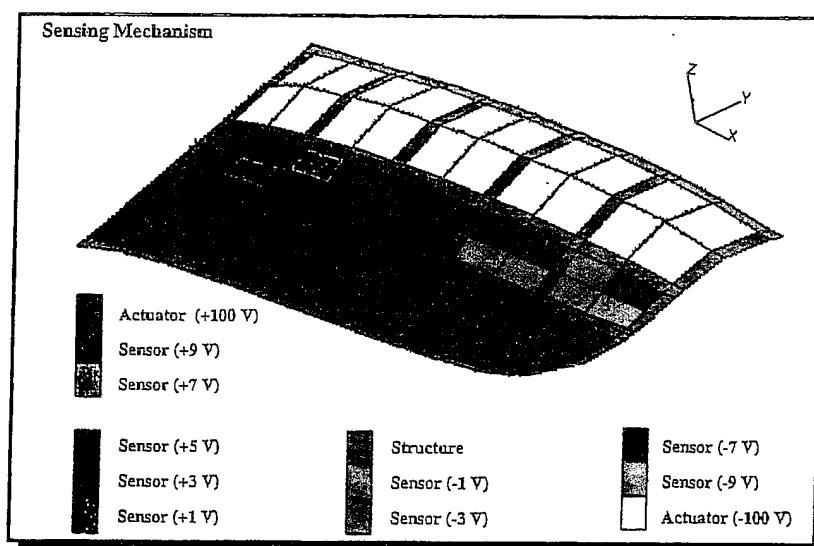 Sensing Mechanism
Z
Y
X
Actuator (+100 V)
Sensor (+9 V)
Sensor (+7 V)
Sensor (+5 V)
Sensor (+3 V)
Sensor (+1 V)
Structure
Sensor (-1 V)
Sensor (-3 V)
Sensor (-7 V)
Sensor (-9 V)
Actuator (-100 V)